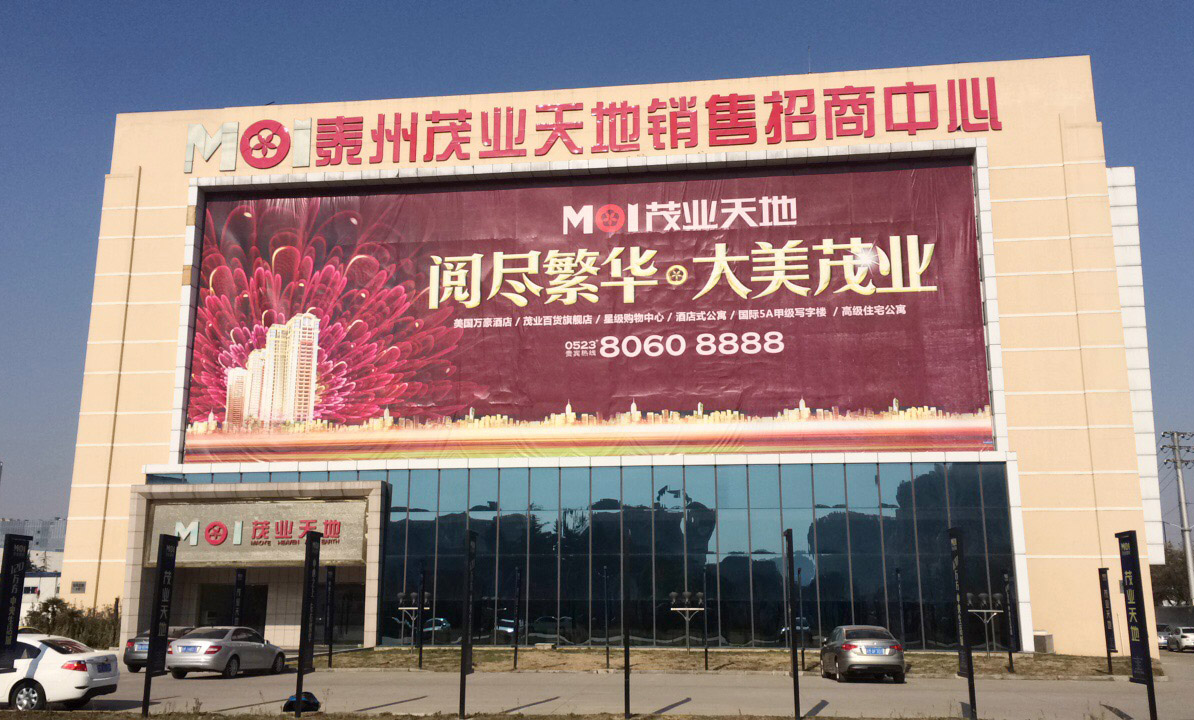 MOI泰州茂业天地销售招商中心
MOI茂业天地
阅尽繁华·大美茂业
美国万豪酒店 / 茂业百货旗舰店 / 星级购物中心 / 酒店式公寓 / 国际5A甲级写字楼 / 高级住宅公寓
0523
贵宾热线
8060 8888
MOI 茂业天地
MAOYE HEAVEN EARTH
茂业天地
茂业天地